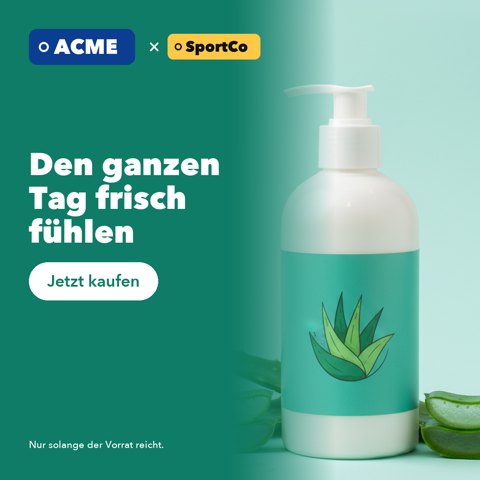 ACME × SportCo
Den ganzen
Tag frisch
fühlen
Jetzt kaufen
Nur solange der Vorrat reicht.